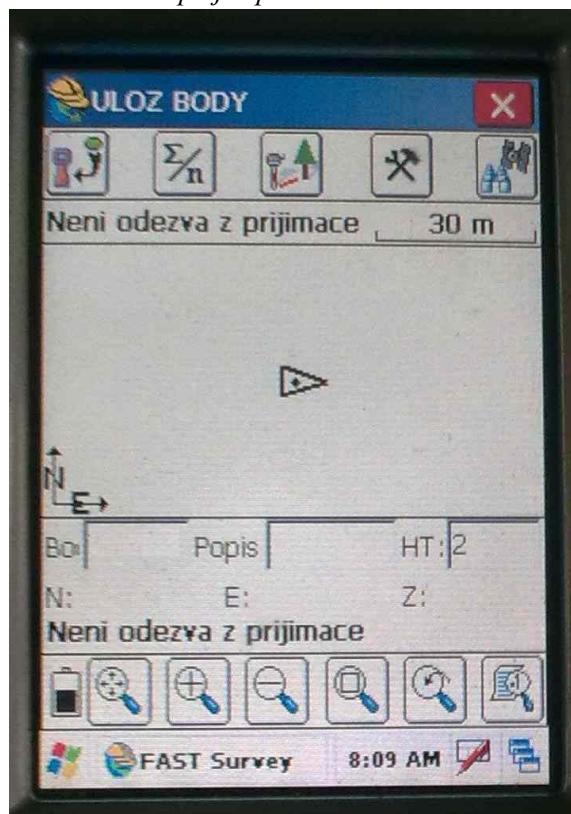 ULOZ BODY
Σ/n
Neni odezva z prijimace 30 m
N
E
Popis HT: 2
N: E: Z:
Neni odezva z prijimace
FAST Survey 8:09 AM